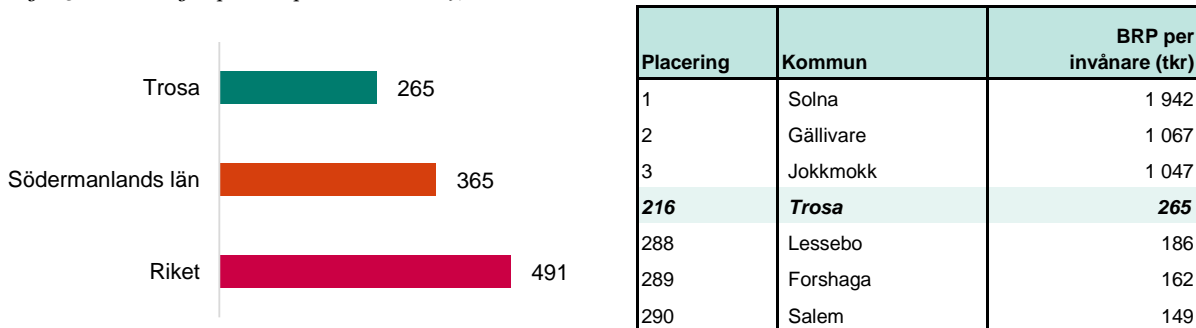 Trosa 265
Södermanlands län 365
Riket 491
Placering Kommun BRP per invånare (tkr)
1 Solna 1 942
2 Gällivare 1 067
3 Jokkmokk 1 047
216 Trosa 265
288 Lessebo 186
289 Forshaga 162
290 Salem 149